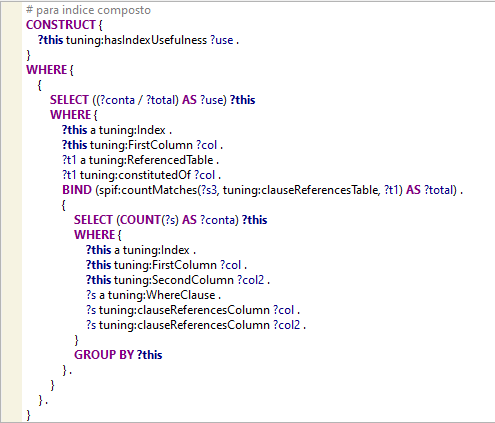 # para indice composto
CONSTRUCT {
?this tuning:hasIndexUsefulness ?use .
}
WHERE {
{
SELECT ((?conta / ?total) AS ?use) ?this
WHERE {
?this a tuning:Index .
?this tuning:FirstColumn ?col .
?t1 a tuning:ReferencedTable .
?t1 tuning:constitutedOf ?col .
BIND (spif:countMatches(?s3, tuning:clauseReferencesTable, ?t1) AS ?total) .
{
SELECT (COUNT(?s) AS ?conta) ?this
WHERE {
?this a tuning:Index .
?this tuning:FirstColumn ?col .
?this tuning:SecondColumn ?col2 .
?s a tuning:WhereClause .
?s tuning:clauseReferencesColumn ?col .
?s tuning:clauseReferencesColumn ?col2 .
}
GROUP BY ?this
} .
}
} .
}